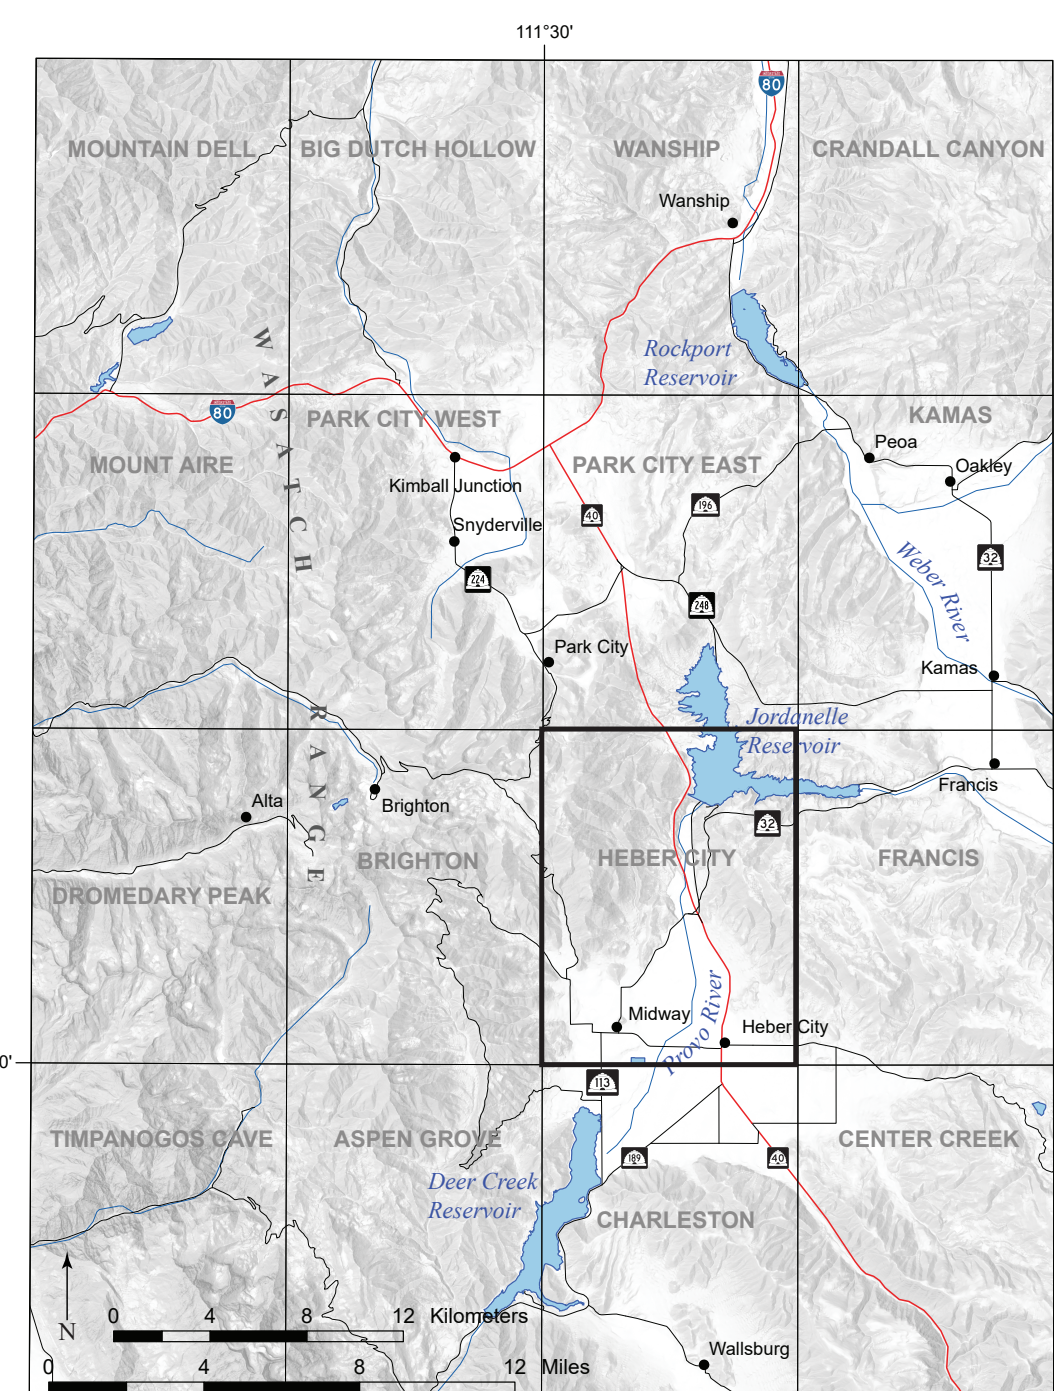 111°30'
80
MOUNTAIN DELL
BIG DUTCH HOLLOW
WANSHIP
CRANDALL CANYON
Wanship
Rockport
Reservoir
WASATCH
80
PARK CITY WEST
KAMAS
MOUNT AIRE
PARK CITY EAST
Peoa
Oakley
Kimball Junction
196
40
Snyderville
32
224
Weber River
248
Park City
Kamas
RANGE
Jordanelle
Reservoir
Francis
Alta
Brighton
32
BRIGHTON
HEBER CITY
FRANCIS
DROMEDARY PEAK
Provo River
Midway
Heber City
0'
113
TIMPANOGOS CAVE
ASPEN GROVE
CENTER CREEK
189
40
Deer Creek
Reservoir
CHARLESTON
N
0 4 8 12 Kilometers
Wallsburg
0 4 8 12 Miles